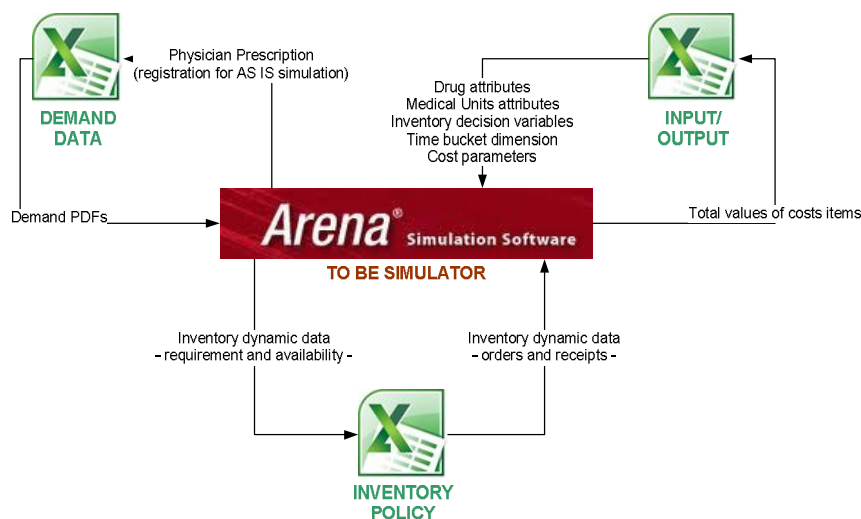 Physician Prescription
(registration for AS IS simulation)
DEMAND
DATA
Drug attributes
Medical Units attributes
Inventory decision variables
Time bucket dimension
Cost parameters
INPUT/
OUTPUT
Demand PDFs
Arena® Simulation Software
Total values of costs items
TO BE SIMULATOR
Inventory dynamic data
– requirement and availability –
Inventory dynamic data
– orders and receipts –
INVENTORY
POLICY